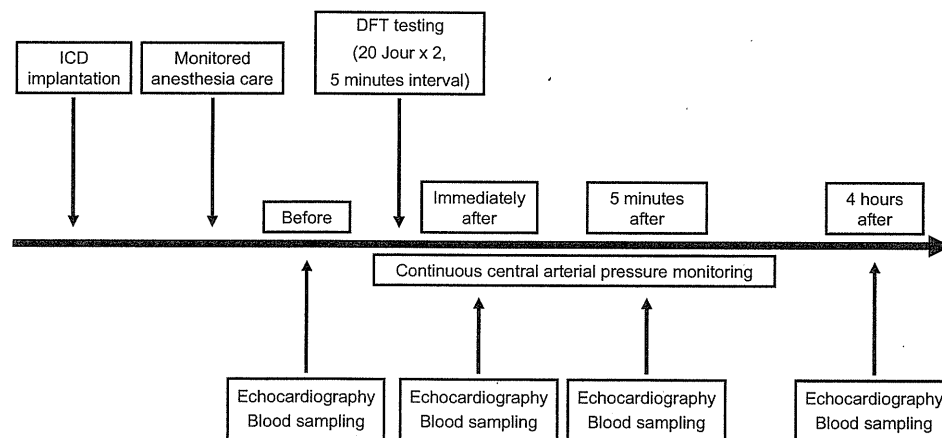 DFT testing
(20 Jour x 2,
5 minutes interval)
ICD
implantation
Monitored
anesthesia care
Before
Immediately
after
5 minutes
after
4 hours
after
Continuous central arterial pressure monitoring
Echocardiography
Blood sampling
Echocardiography
Blood sampling
Echocardiography
Blood sampling
Echocardiography
Blood sampling